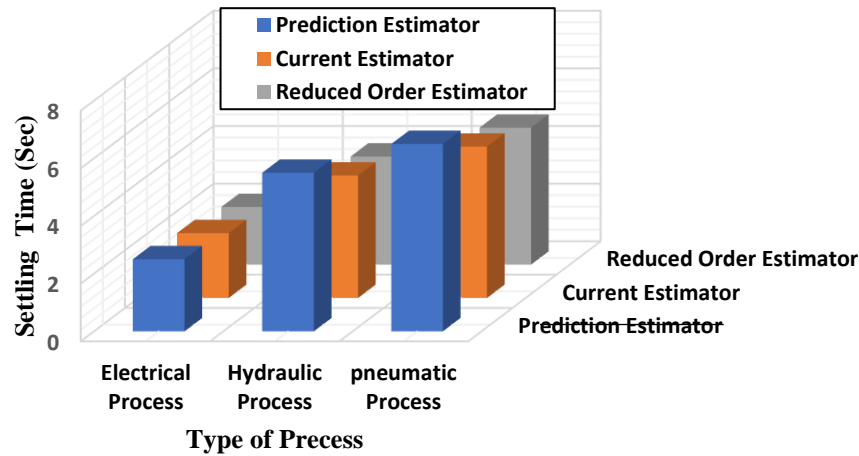 Prediction Estimator
Current Estimator
Reduced Order Estimator
Settling Time (Sec)
8
6
4
2
0
Reduced Order Estimator
Current Estimator
Prediction Estimator
Electrical Process
Hydraulic Process
pneumatic Process
Type of Precess